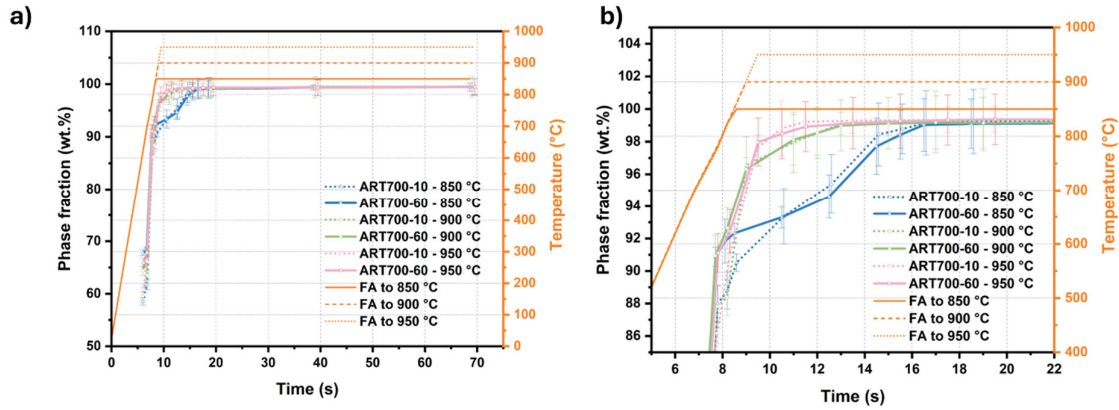 a)
110
100
90
80
70
60
50
Phase fraction (wt.%)
0
10
20
30
40
50
60
70
80
Time (s)
1000
900
800
700
600
500
400
300
200
100
0
Temperature (°C)
ART700-10 - 850 °C
ART700-60 - 850 °C
ART700-10 - 900 °C
ART700-60 - 900 °C
ART700-10 - 950 °C
ART700-60 - 950 °C
FA to 850 °C
FA to 900 °C
FA to 950 °C
b)
104
102
100
98
96
94
92
90
88
86
Phase fraction (wt.%)
6
8
10
12
14
16
18
20
22
Time (s)
1000
900
800
700
600
500
400
Temperature (°C)
ART700-10 - 850 °C
ART700-60 - 850 °C
ART700-10 - 900 °C
ART700-60 - 900 °C
ART700-10 - 950 °C
ART700-60 - 950 °C
FA to 850 °C
FA to 900 °C
FA to 950 °C